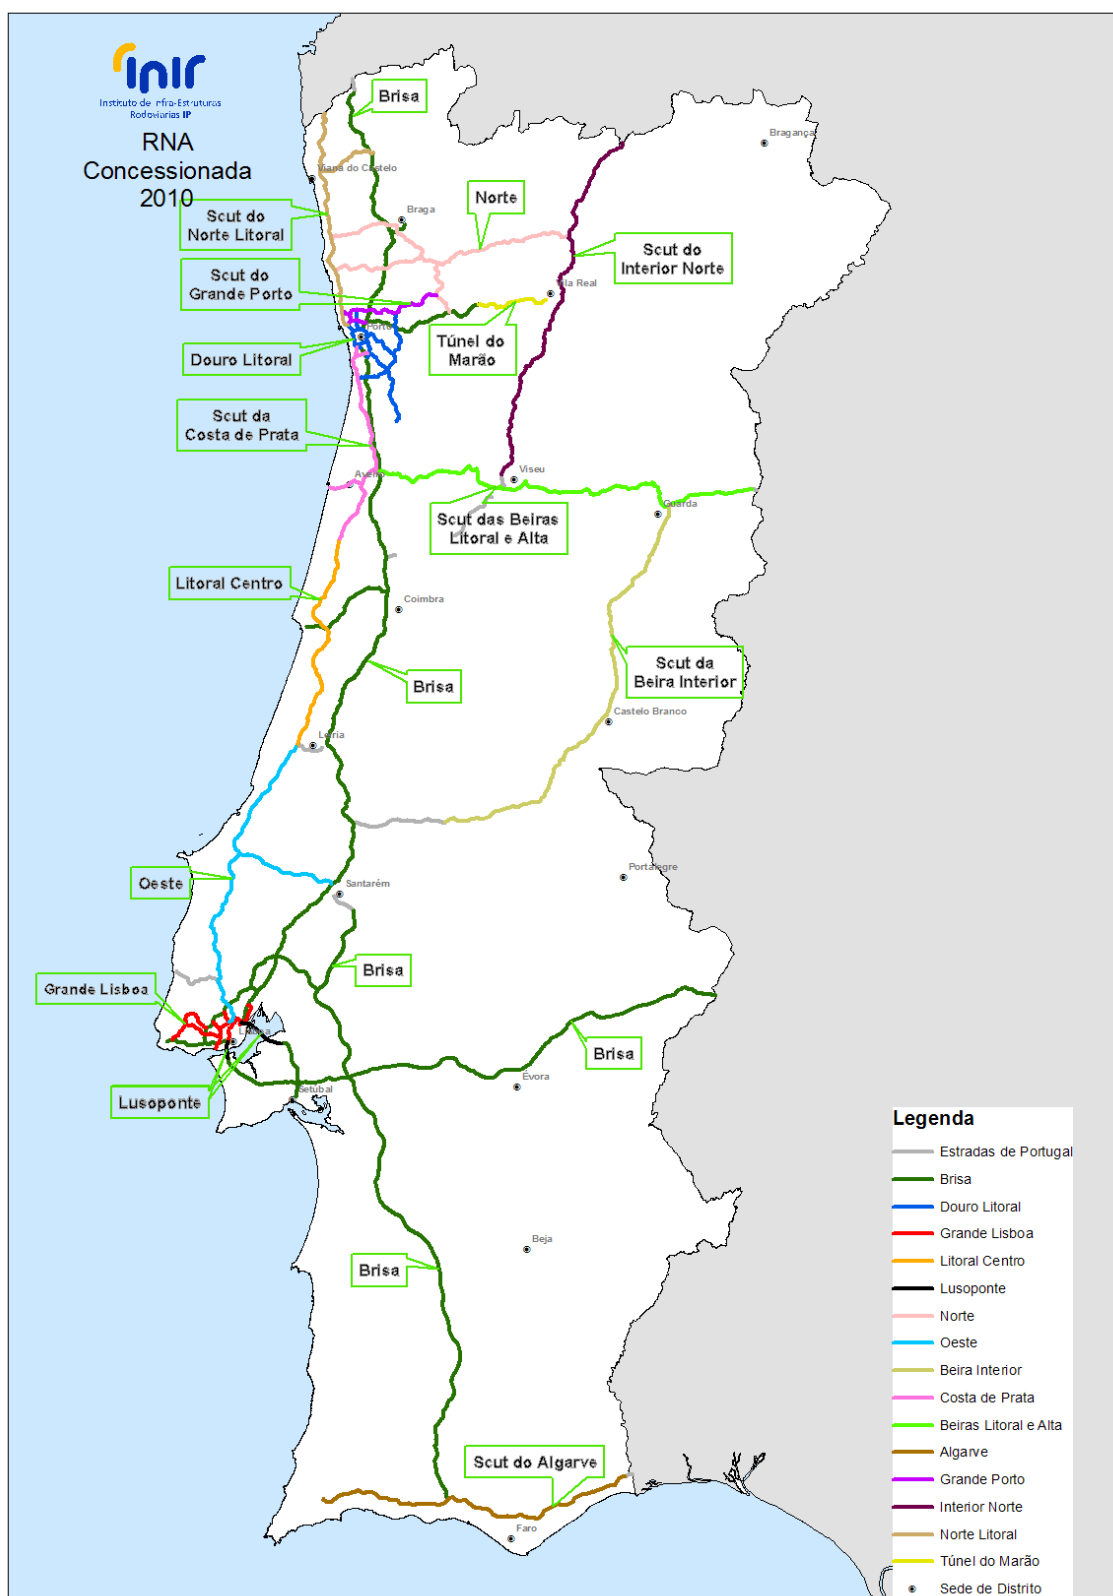 inir
Instituto de Infra-Estruturas
Rodoviárias IP
RNA
Concessionada
2010
Brisa
Bragança
Viana do Castelo
Norte
Braga
Scut do
Norte Litoral
Scut do
Interior Norte
Scut do
Grande Porto
Vila Real
Porto
Túnel do
Marão
Douro Litoral
Scut da
Costa de Prata
Viseu
Aveiro
Guarda
Scut das Beiras
Litoral e Alta
Litoral Centro
Coimbra
Scut da
Beira Interior
Brisa
Castelo Branco
Leiria
Portalegre
Oeste
Santarém
Brisa
Grande Lisboa
Lisboa
Brisa
Évora
Lusoponte
Setúbal
Beja
Brisa
Scut do Algarve
Faro
Legenda
Estradas de Portugal
Brisa
Douro Litoral
Grande Lisboa
Litoral Centro
Lusoponte
Norte
Oeste
Beira Interior
Costa de Prata
Beiras Litoral e Alta
Algarve
Grande Porto
Interior Norte
Norte Litoral
Túnel do Marão
Sede de Distrito